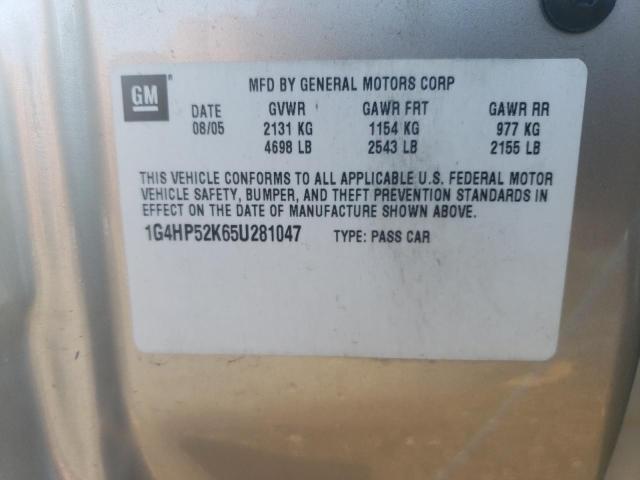 GM
MFD BY GENERAL MOTORS CORP
DATE GVWR GAWR FRT GAWR RR
08/05 2131 KG 1154 KG 977 KG
4698 LB 2543 LB 2155 LB
THIS VEHICLE CONFORMS TO ALL APPLICABLE U.S. FEDERAL MOTOR
VEHICLE SAFETY, BUMPER, AND THEFT PREVENTION STANDARDS IN
EFFECT ON THE DATE OF MANUFACTURE SHOWN ABOVE.
1G4HP52K65U281047 TYPE: PASS CAR